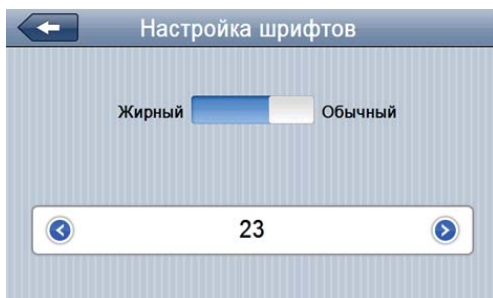 Настройка шрифтов
Жирный Обычный
23